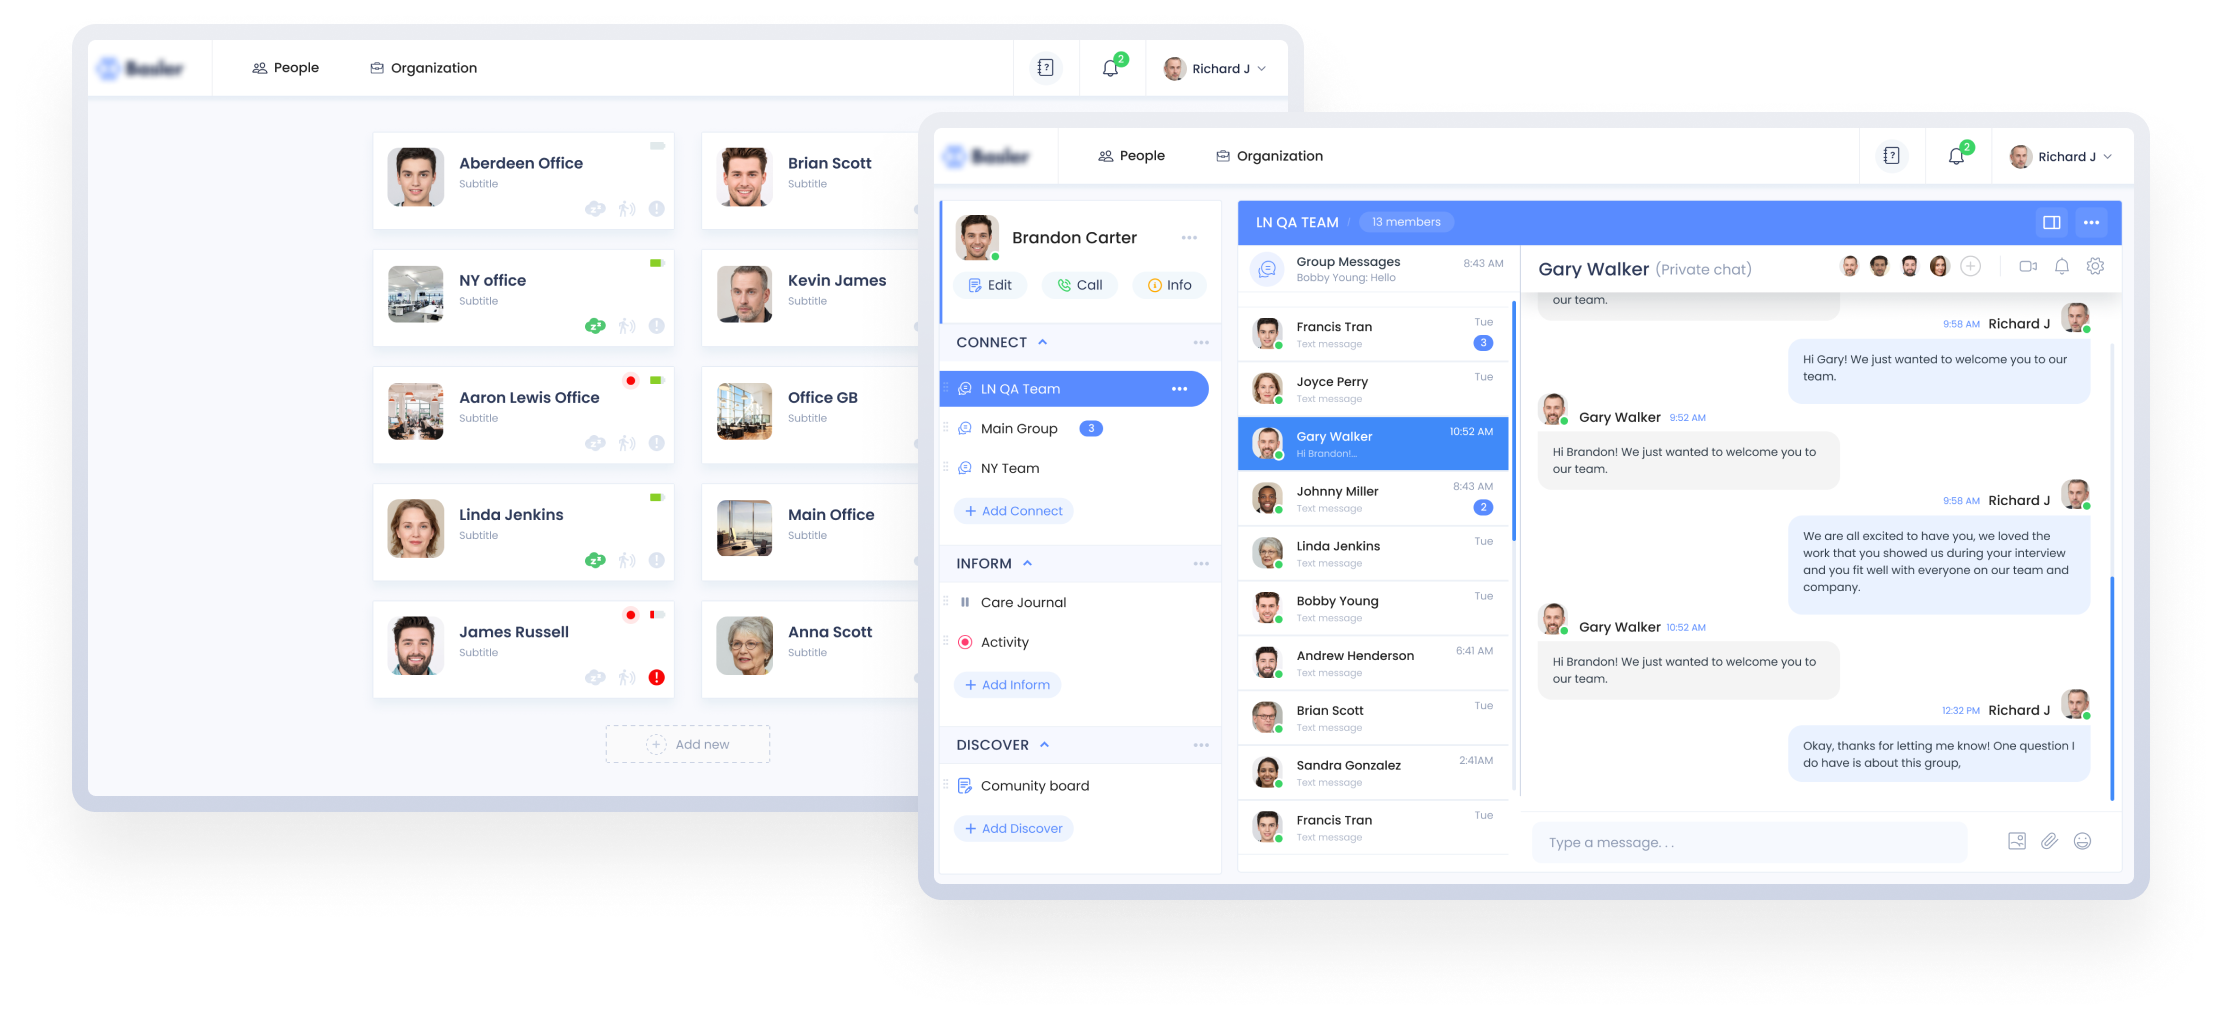 Basler
People
Organization
2
Richard J
Aberdeen Office
Subtitle
Brian Scott
Subtitle
NY office
Subtitle
Kevin James
Subtitle
Aaron Lewis Office
Subtitle
Office GB
Subtitle
Linda Jenkins
Subtitle
Main Office
Subtitle
James Russell
Subtitle
Anna Scott
Subtitle
Add new
Basler
People
Organization
2
Richard J
Brandon Carter
Edit
Call
Info
CONNECT
LN QA Team
Main Group
3
NY Team
+ Add Connect
INFORM
Care Journal
Activity
+ Add Inform
DISCOVER
Comunity board
+ Add Discover
LN QA TEAM / 13 members
Group Messages
8:43 AM
Bobby Young: Hello
Francis Tran
Tue
Text message
3
Joyce Perry
Tue
Text message
Gary Walker
10:52 AM
Hi Brandon!...
Johnny Miller
8:43 AM
Text message
2
Linda Jenkins
Tue
Text message
Bobby Young
Tue
Text message
Andrew Henderson
6:41 AM
Text message
Brian Scott
Tue
Text message
Sandra Gonzalez
2:41AM
Text message
Francis Tran
Tue
Text message
Gary Walker (Private chat)
our team.
9:58 AM Richard J
Hi Gary! We just wanted to welcome you to our
team.
Gary Walker 9:52 AM
Hi Brandon! We just wanted to welcome you to
our team.
9:58 AM Richard J
We are all excited to have you, we loved the
work that you showed us during your interview
and you fit well with everyone on our team and
company.
Gary Walker 10:52 AM
Hi Brandon! We just wanted to welcome you to
our team.
12:32 PM Richard J
Okay, thanks for letting me know! One question I
do have is about this group,
Type a message. . .